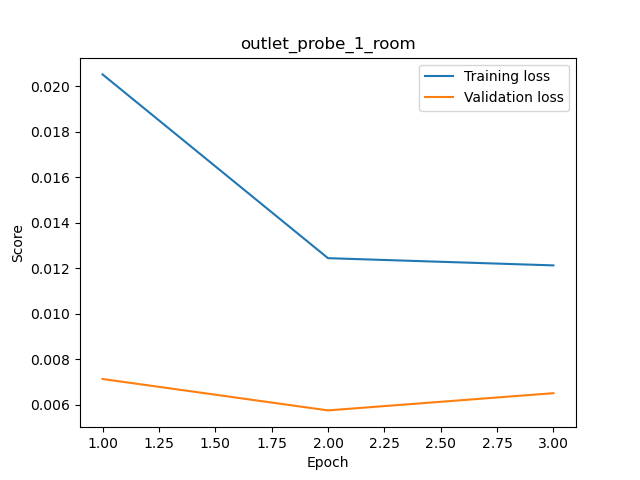 outlet_probe_1_room
Training loss
Validation loss
0.020
0.018
0.016
0.014
0.012
0.010
0.008
0.006
Score
1.00 1.25 1.50 1.75 2.00 2.25 2.50 2.75 3.00
Epoch